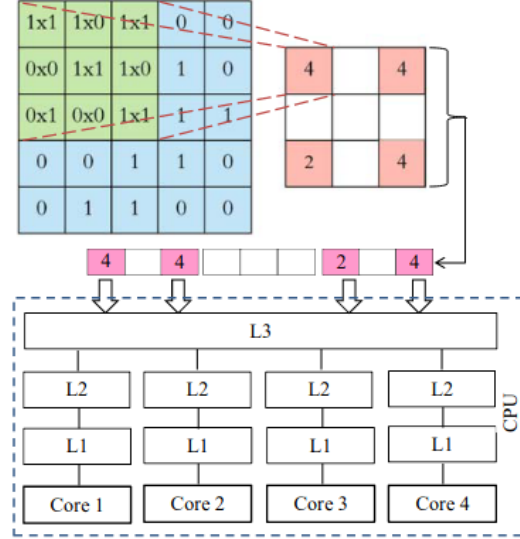 1x1 1x0 1x1 0 0
0x0 1x1 1x0 1 0
0x1 0x0 1x1 1 1
0 0 1 1 0
0 1 1 0 0
4 4
2 4
4 4 2 4
L3
L2 L2 L2 L2
L1 L1 L1 L1
Core 1 Core 2 Core 3 Core 4
CPU